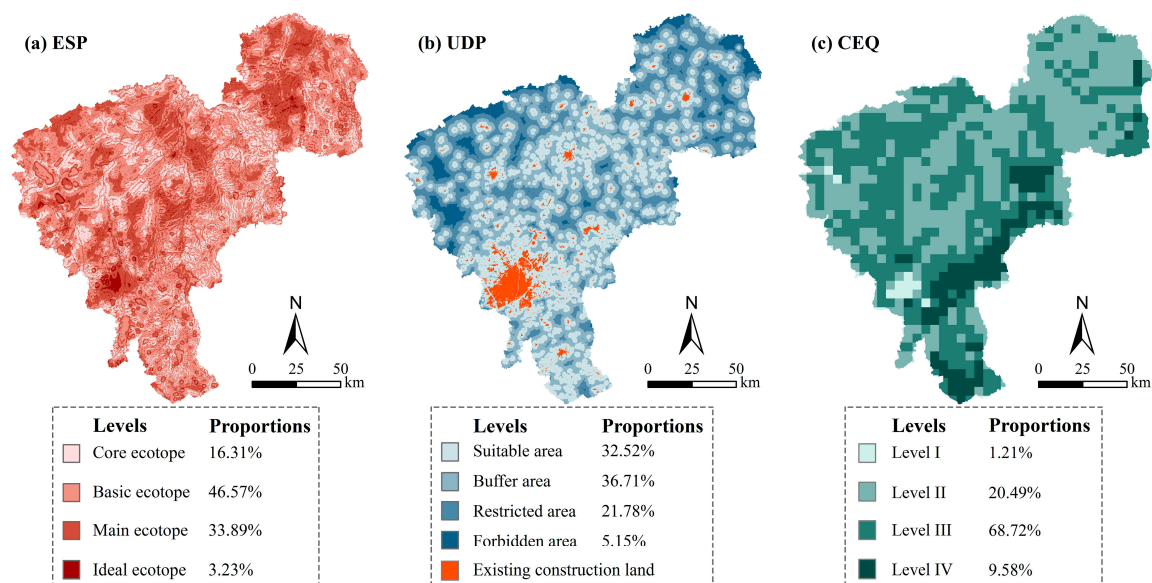 (a) ESP
(b) UDP
(c) CEQ
N
0 25 50 km
N
0 25 50 km
N
0 25 50 km
Levels Proportions
Core ecotope 16.31%
Basic ecotope 46.57%
Main ecotope 33.89%
Ideal ecotope 3.23%
Levels Proportions
Suitable area 32.52%
Buffer area 36.71%
Restricted area 21.78%
Forbidden area 5.15%
Existing construction land
Levels Proportions
Level I 1.21%
Level II 20.49%
Level III 68.72%
Level IV 9.58%